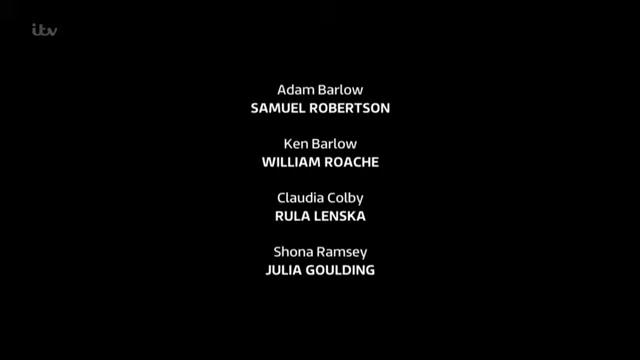 itv
Adam Barlow
SAMUEL ROBERTSON
Ken Barlow
WILLIAM ROACHE
Claudia Colby
RULA LENSKA
Shona Ramsey
JULIA GOULDING